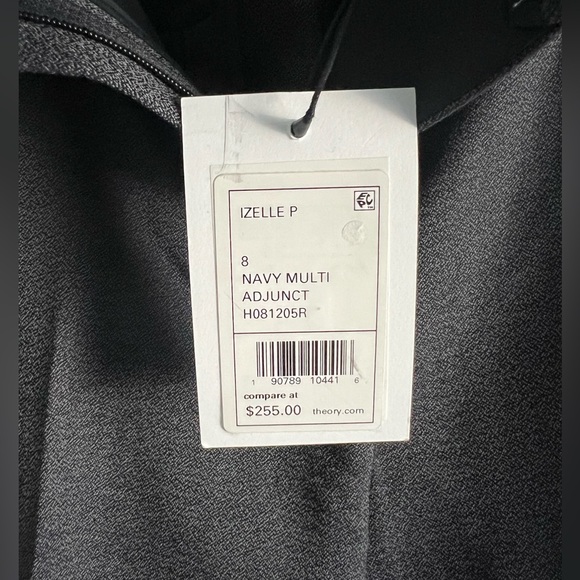 IZELLE P
8
NAVY MULTI
ADJUNCT
H081205R
1 90789 10441 6
compare at
$255.00 theory.com